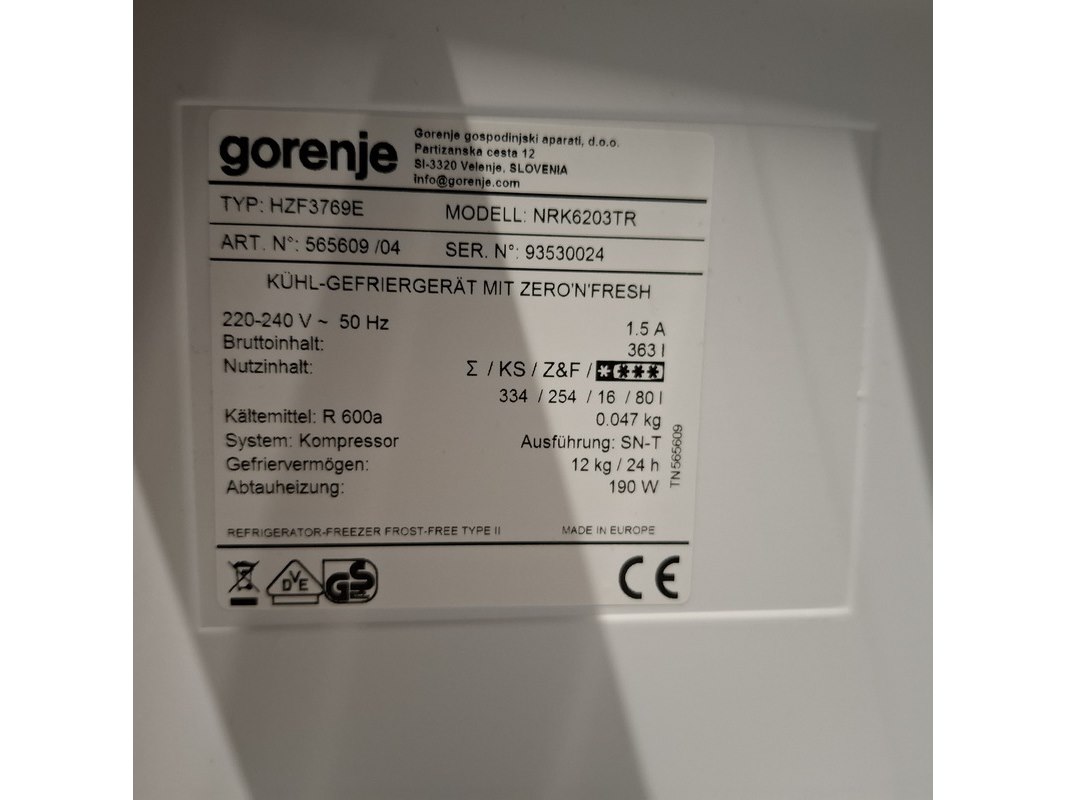 gorenje
Gorenje gospodinjski aparati, d.o.o.
Partizanska cesta 12
SI-3320 Velenje, SLOVENIA
info@gorenje.com
TYP: HZF3769E MODELL: NRK6203TR
ART. N°: 565609 /04 SER. N°: 93530024
KÜHL-GEFRIERGERÄT MIT ZERO'N'FRESH
220-240 V ~ 50 Hz 1.5 A
Bruttoinhalt: 363 l
Nutzinhalt: Σ / KS / Z&F / ****
334 / 254 / 16 / 80 l
Kältemittel: R 600a 0.047 kg
System: Kompressor Ausführung: SN-T
Gefriervermögen: 12 kg / 24 h
Abtauheizung: 190 W
TN565609
REFRIGERATOR-FREEZER FROST-FREE TYPE II MADE IN EUROPE
DVE GS CE